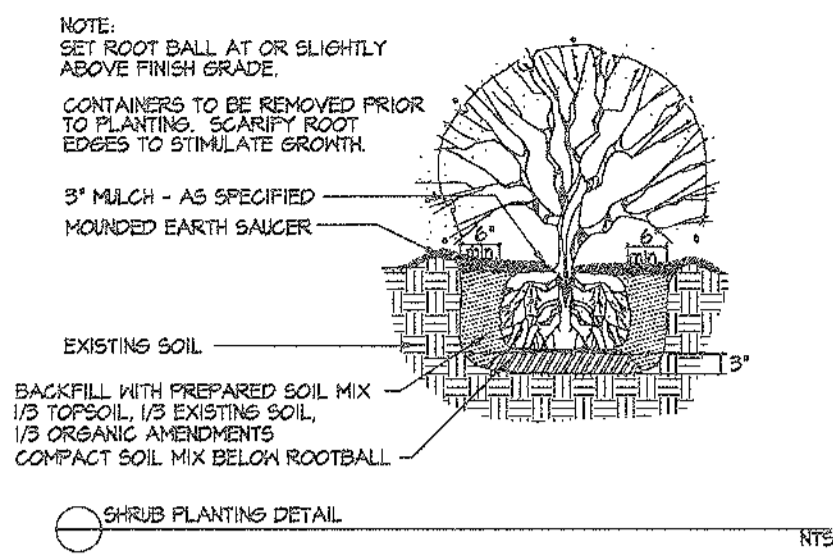 NOTE:
SET ROOT BALL AT OR SLIGHTLY
ABOVE FINISH GRADE.
CONTAINERS TO BE REMOVED PRIOR
TO PLANTING. SCARIFY ROOT
EDGES TO STIMULATE GROWTH.
3" MULCH - AS SPECIFIED
MOUNDED EARTH SAUCER
6"
min
6"
min
EXISTING SOIL
3"
BACKFILL WITH PREPARED SOIL MIX
1/3 TOPSOIL, 1/3 EXISTING SOIL,
1/3 ORGANIC AMENDMENTS
COMPACT SOIL MIX BELOW ROOTBALL
SHRUB PLANTING DETAIL
NTS